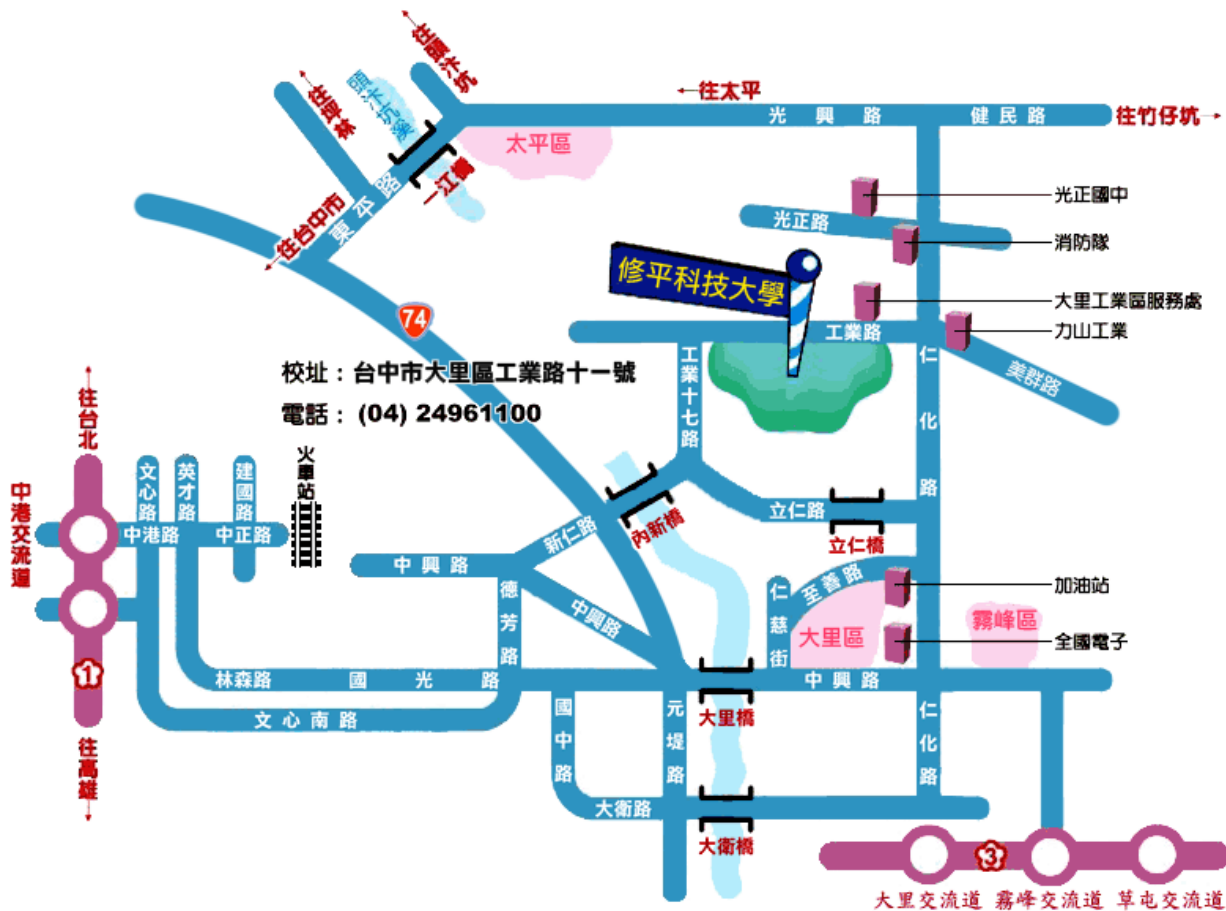 往頭汴坑
往太平
往坪林
頭汴坑溪
光興路
健民路
往竹仔坑
太平區
一江橋
東平路
往台中市
光正國中
光正路
消防隊
修平科技大學
大里工業區服務處
74
工業路
力山工業
校址：台中市大里區工業路十一號
電話： (04) 24961100
工業十七路
仁化路
美群路
往台北
中港交流道
文心路
英才路
建國路
火車站
中港路
中正路
新仁路
內新橋
立仁路
立仁橋
中興路
德芳路
中興路
仁慈街
至善路
加油站
大里區
霧峰區
全國電子
1
林森路
國光路
中興路
文心南路
國中路
元堤路
大里橋
仁化路
往高雄
大衛路
大衛橋
3
大里交流道
霧峰交流道
草屯交流道